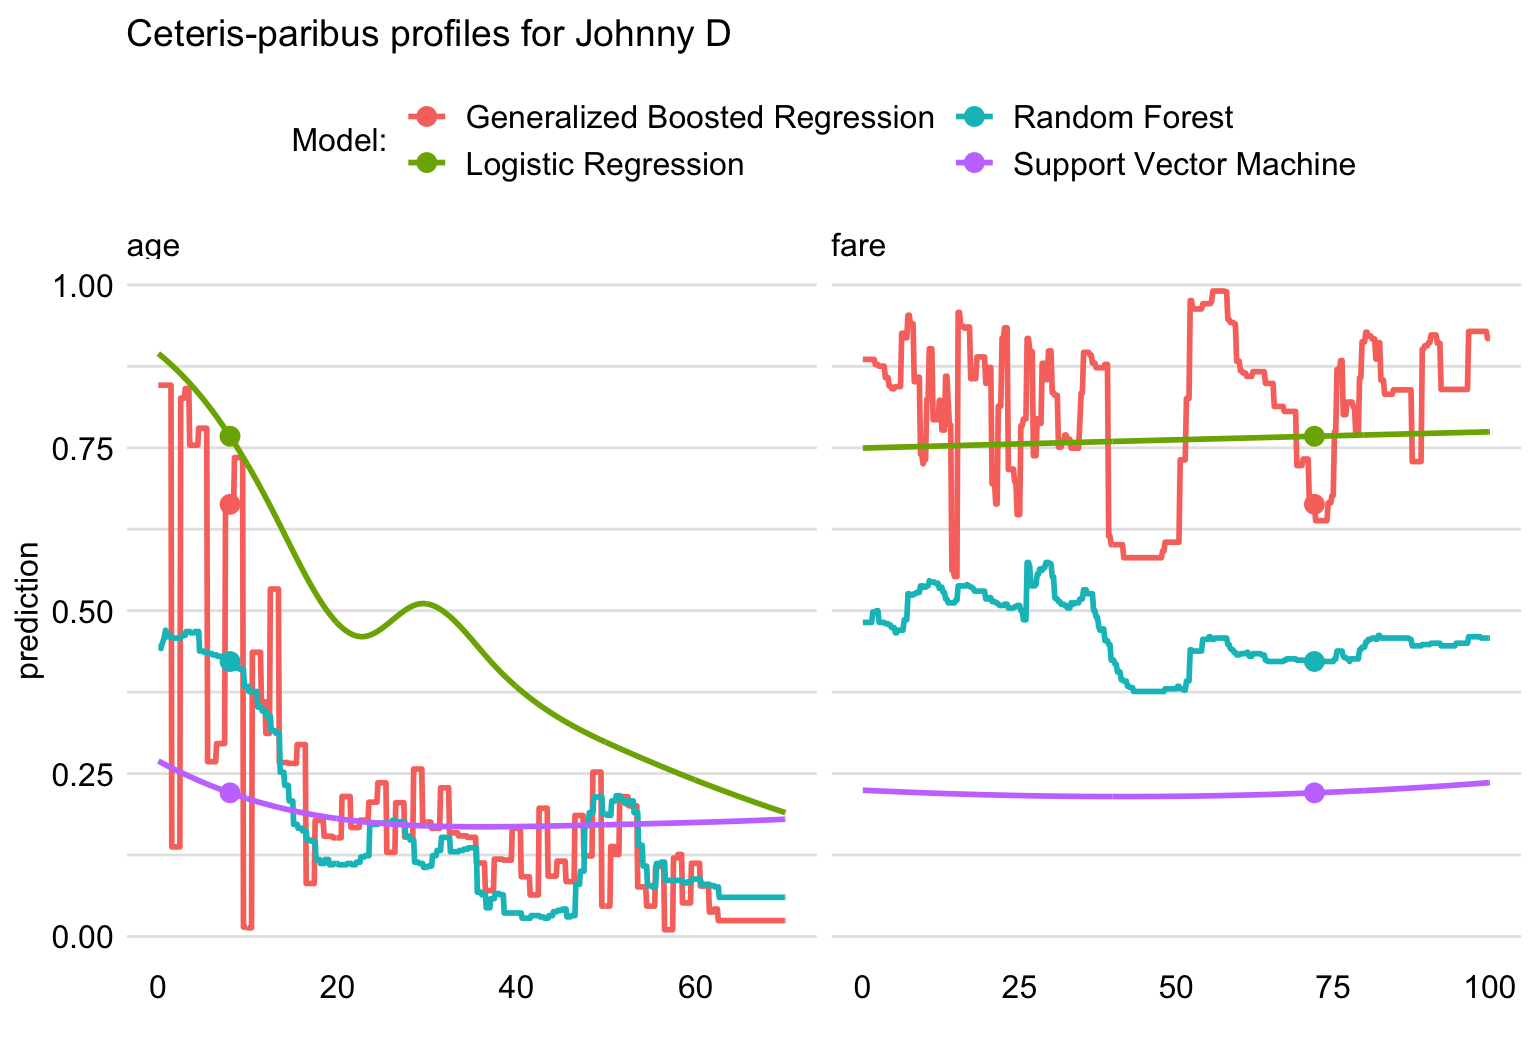 Ceteris-paribus profiles for Johnny D
Model:
Generalized Boosted Regression
Random Forest
Logistic Regression
Support Vector Machine
age
fare
prediction
1.00
0.75
0.50
0.25
0.00
0 20 40 60
0 25 50 75 100